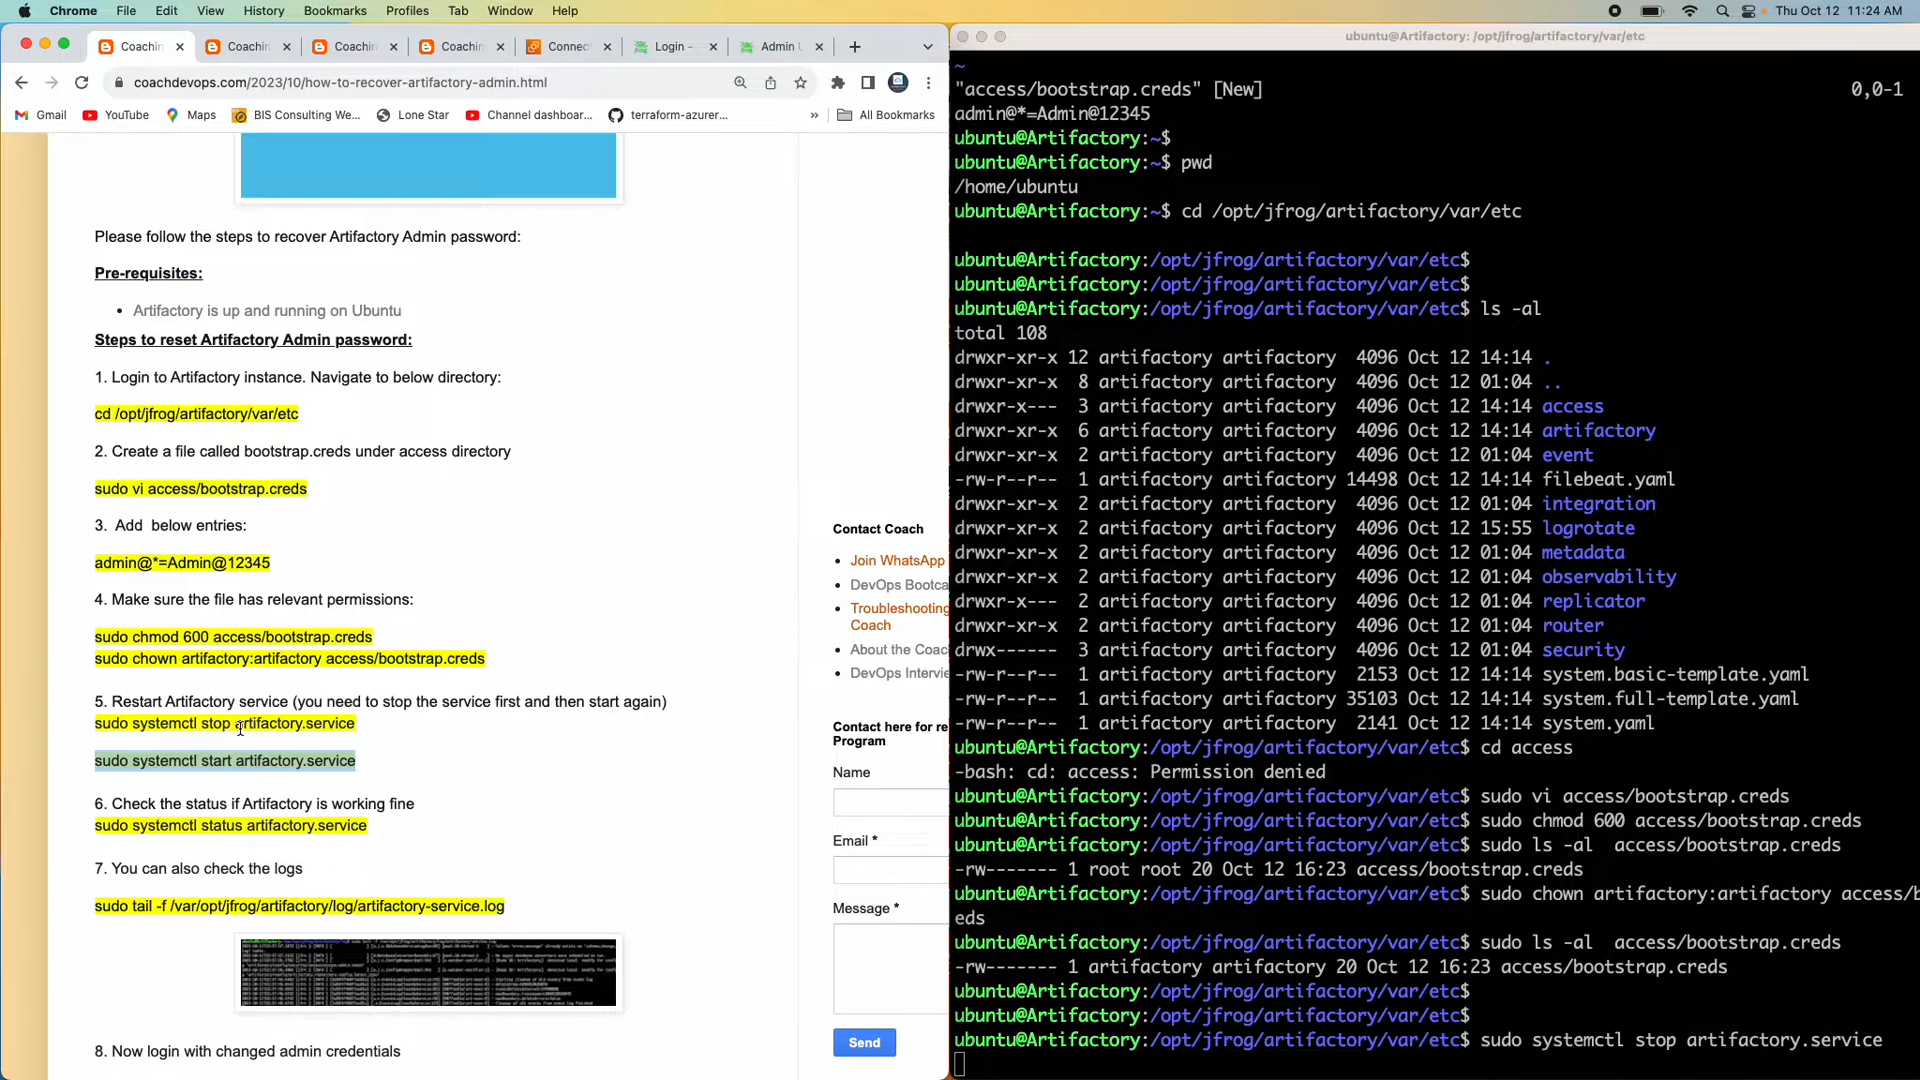 Chrome File Edit View History Bookmarks Profiles Tab Window Help
Thu Oct 12 11:24 AM
Coachin
Coachin
Coachin
Coachin
Connec
Login -
Admin
coachdevops.com/2023/10/how-to-recover-artifactory-admin.html
Gmail YouTube Maps BIS Consulting We... Lone Star Channel dashboar... terraform-azurer... » All Bookmarks
Please follow the steps to recover Artifactory Admin password:
Pre-requisites:
• Artifactory is up and running on Ubuntu
Steps to reset Artifactory Admin password:
1. Login to Artifactory instance. Navigate to below directory:
cd /opt/jfrog/artifactory/var/etc
2. Create a file called bootstrap.creds under access directory
sudo vi access/bootstrap.creds
3. Add below entries:
admin@*=Admin@12345
4. Make sure the file has relevant permissions:
sudo chmod 600 access/bootstrap.creds
sudo chown artifactory:artifactory access/bootstrap.creds
5. Restart Artifactory service (you need to stop the service first and then start again)
sudo systemctl stop artifactory.service
sudo systemctl start artifactory.service
6. Check the status if Artifactory is working fine
sudo systemctl status artifactory.service
7. You can also check the logs
sudo tail -f /var/opt/jfrog/artifactory/log/artifactory-service.log
8. Now login with changed admin credentials
Contact Coach
• Join WhatsApp
• DevOps Bootca
• Troubleshooting
Coach
• About the Coac
• DevOps Intervie
Contact here for re
Program
Name
Email *
Message *
Send
ubuntu@Artifactory: /opt/jfrog/artifactory/var/etc
~
"access/bootstrap.creds" [New] 0,0-1
admin@*=Admin@12345
ubuntu@Artifactory:~$
ubuntu@Artifactory:~$ pwd
/home/ubuntu
ubuntu@Artifactory:~$ cd /opt/jfrog/artifactory/var/etc
ubuntu@Artifactory:/opt/jfrog/artifactory/var/etc$
ubuntu@Artifactory:/opt/jfrog/artifactory/var/etc$
ubuntu@Artifactory:/opt/jfrog/artifactory/var/etc$ ls -al
total 108
drwxr-xr-x 12 artifactory artifactory 4096 Oct 12 14:14 .
drwxr-xr-x 8 artifactory artifactory 4096 Oct 12 01:04 ..
drwxr-x--- 3 artifactory artifactory 4096 Oct 12 14:14 access
drwxr-xr-x 6 artifactory artifactory 4096 Oct 12 14:14 artifactory
drwxr-xr-x 2 artifactory artifactory 4096 Oct 12 01:04 event
-rw-r--r-- 1 artifactory artifactory 14498 Oct 12 14:14 filebeat.yaml
drwxr-xr-x 2 artifactory artifactory 4096 Oct 12 01:04 integration
drwxr-xr-x 2 artifactory artifactory 4096 Oct 12 15:55 logrotate
drwxr-xr-x 2 artifactory artifactory 4096 Oct 12 01:04 metadata
drwxr-xr-x 2 artifactory artifactory 4096 Oct 12 01:04 observability
drwxr-x--- 2 artifactory artifactory 4096 Oct 12 01:04 replicator
drwxr-xr-x 2 artifactory artifactory 4096 Oct 12 01:04 router
drwx------ 3 artifactory artifactory 4096 Oct 12 14:14 security
-rw-r--r-- 1 artifactory artifactory 2153 Oct 12 14:14 system.basic-template.yaml
-rw-r--r-- 1 artifactory artifactory 35103 Oct 12 14:14 system.full-template.yaml
-rw-r--r-- 1 artifactory artifactory 2141 Oct 12 14:14 system.yaml
ubuntu@Artifactory:/opt/jfrog/artifactory/var/etc$ cd access
-bash: cd: access: Permission denied
ubuntu@Artifactory:/opt/jfrog/artifactory/var/etc$ sudo vi access/bootstrap.creds
ubuntu@Artifactory:/opt/jfrog/artifactory/var/etc$ sudo chmod 600 access/bootstrap.creds
ubuntu@Artifactory:/opt/jfrog/artifactory/var/etc$ sudo ls -al access/bootstrap.creds
-rw------- 1 root root 20 Oct 12 16:23 access/bootstrap.creds
ubuntu@Artifactory:/opt/jfrog/artifactory/var/etc$ sudo chown artifactory:artifactory access/b
eds
ubuntu@Artifactory:/opt/jfrog/artifactory/var/etc$ sudo ls -al access/bootstrap.creds
-rw------- 1 artifactory artifactory 20 Oct 12 16:23 access/bootstrap.creds
ubuntu@Artifactory:/opt/jfrog/artifactory/var/etc$
ubuntu@Artifactory:/opt/jfrog/artifactory/var/etc$
ubuntu@Artifactory:/opt/jfrog/artifactory/var/etc$ sudo systemctl stop artifactory.service